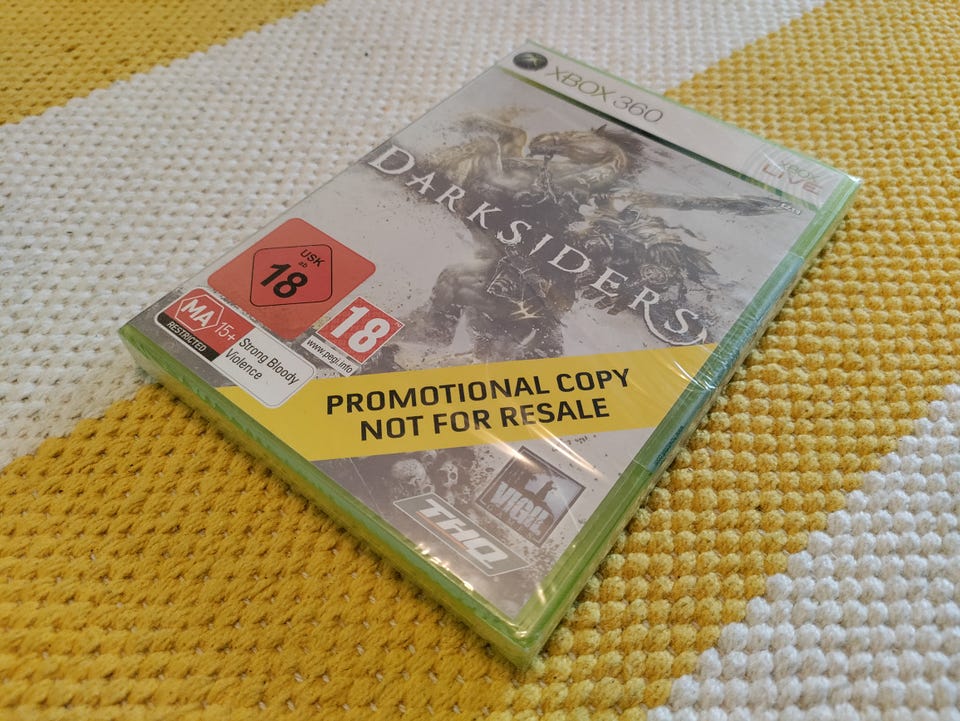 XBOX 360
XBOX
LIVE
DARKSIDERS
USK
ab
18
MA 15+
RESTRICTED
Strong Bloody
Violence
18
www.pegi.info
PROMOTIONAL COPY
NOT FOR RESALE
VIGIL
THQ